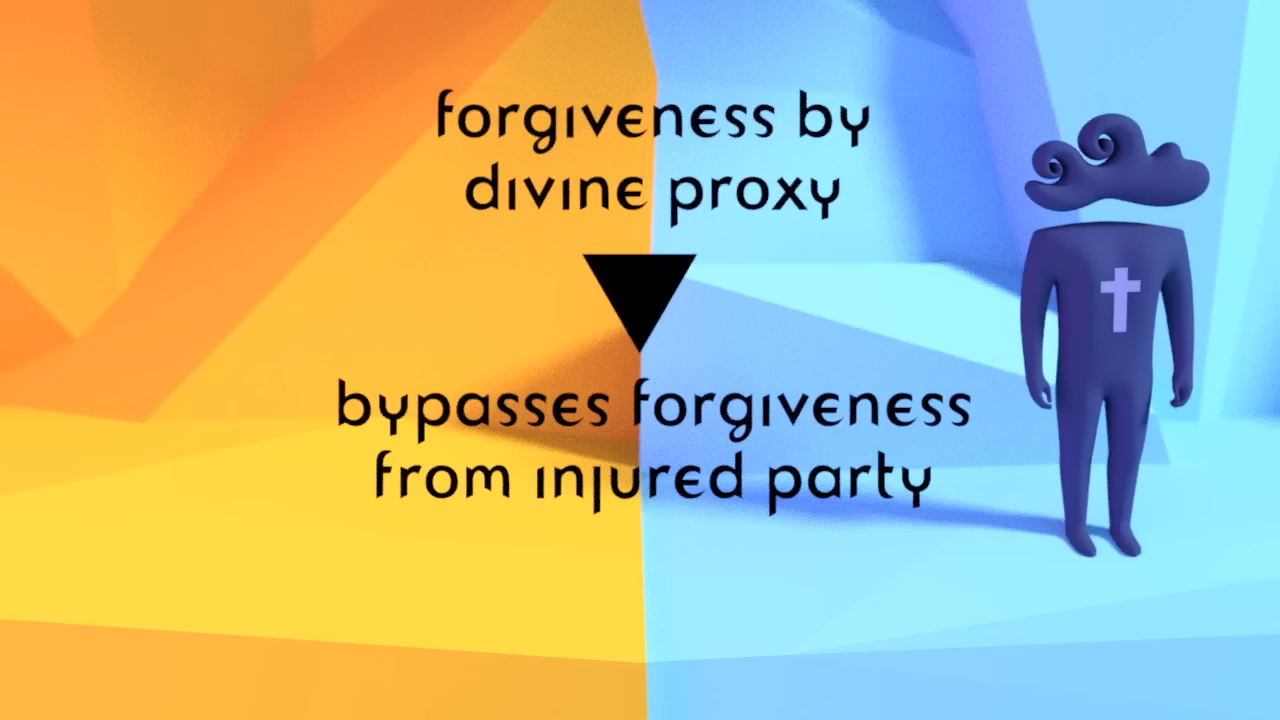 forgiveness by
divine proxy
bypasses forgiveness
from injured party